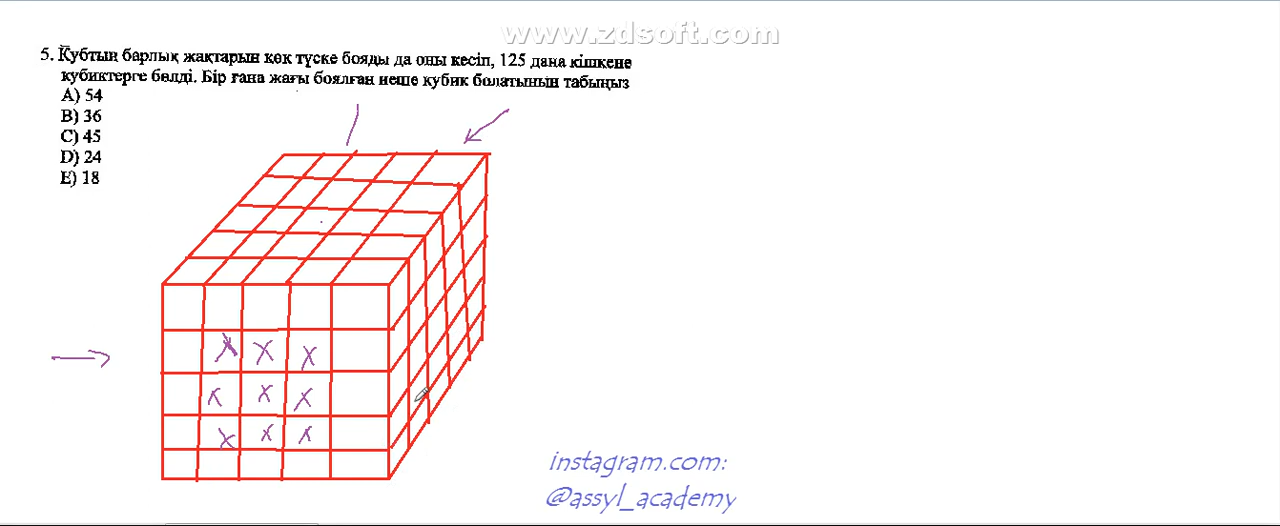 www.zdsoft.com
5. Кубтың барлық жақтарын көк түске бояды да оны кесіп, 125 дана кішкене
кубиктерге бөлді. Бір ғана жағы боялған неше кубик болатынын табыңыз
A) 54
B) 36
C) 45
D) 24
E) 18
x x x
x x x
x x x
instagram.com:
@assyl_academy